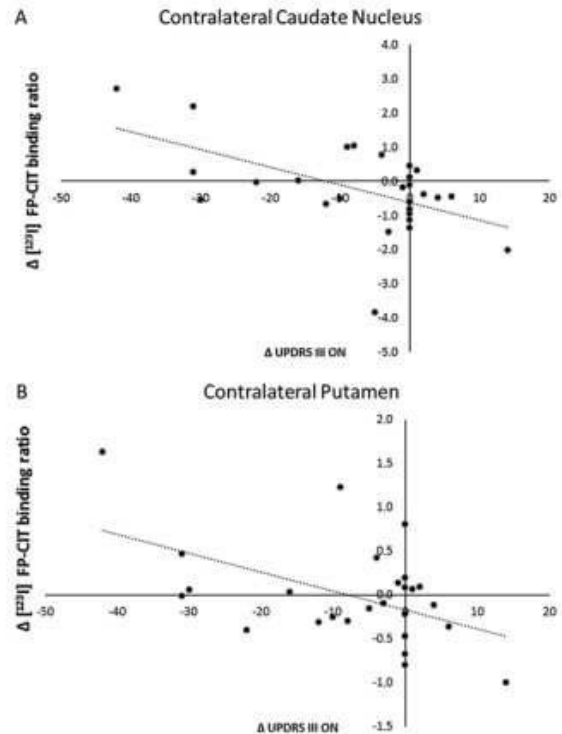 A
Contralateral Caudate Nucleus
Δ [¹²³I] FP-CIT binding ratio
4.0
3.0
2.0
1.0
0.0
-1.0
-2.0
-3.0
-4.0
-5.0
-50 -40 -30 -20 -10 0 10 20
Δ UPDRS III ON
B
Contralateral Putamen
Δ [¹²³I] FP-CIT binding ratio
2.0
1.5
1.0
0.5
0.0
-0.5
-1.0
-1.5
-50 -40 -30 -20 -10 0 10 20
Δ UPDRS III ON